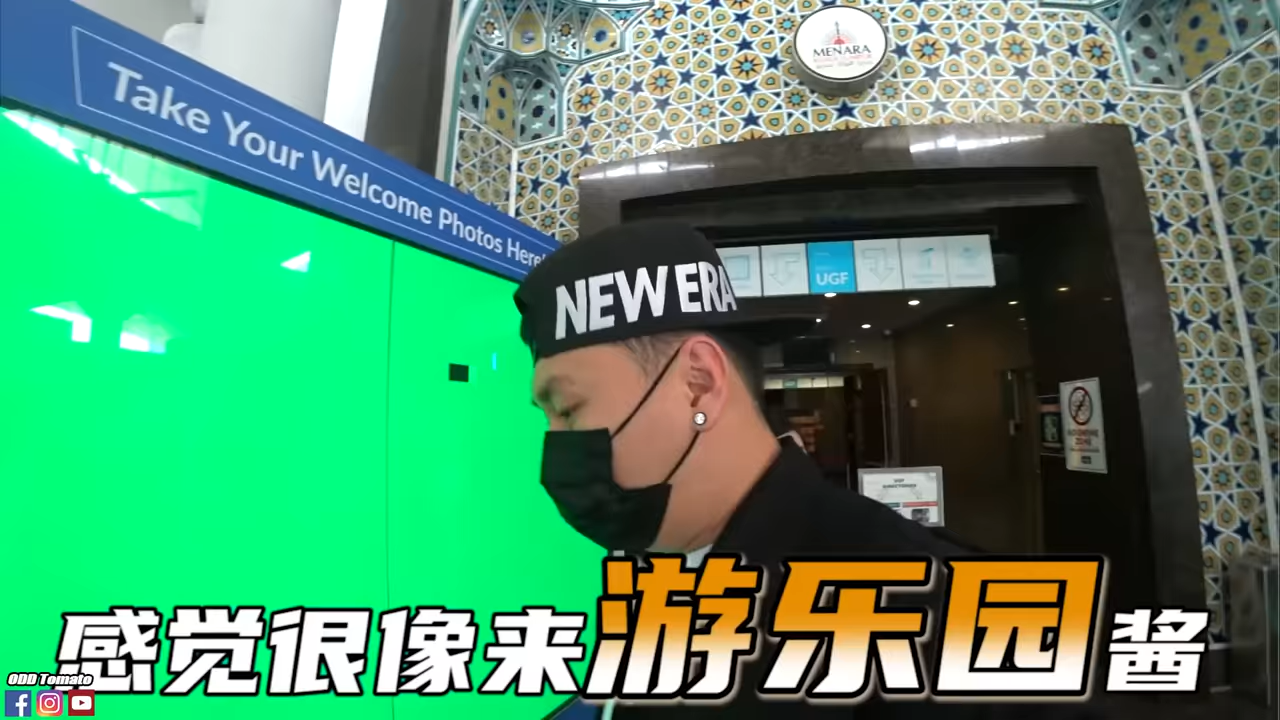 MENARA
Take Your Welcome Photos Here!
UGF
NEW ERA
感觉很像来游乐园酱
ODD Tomato